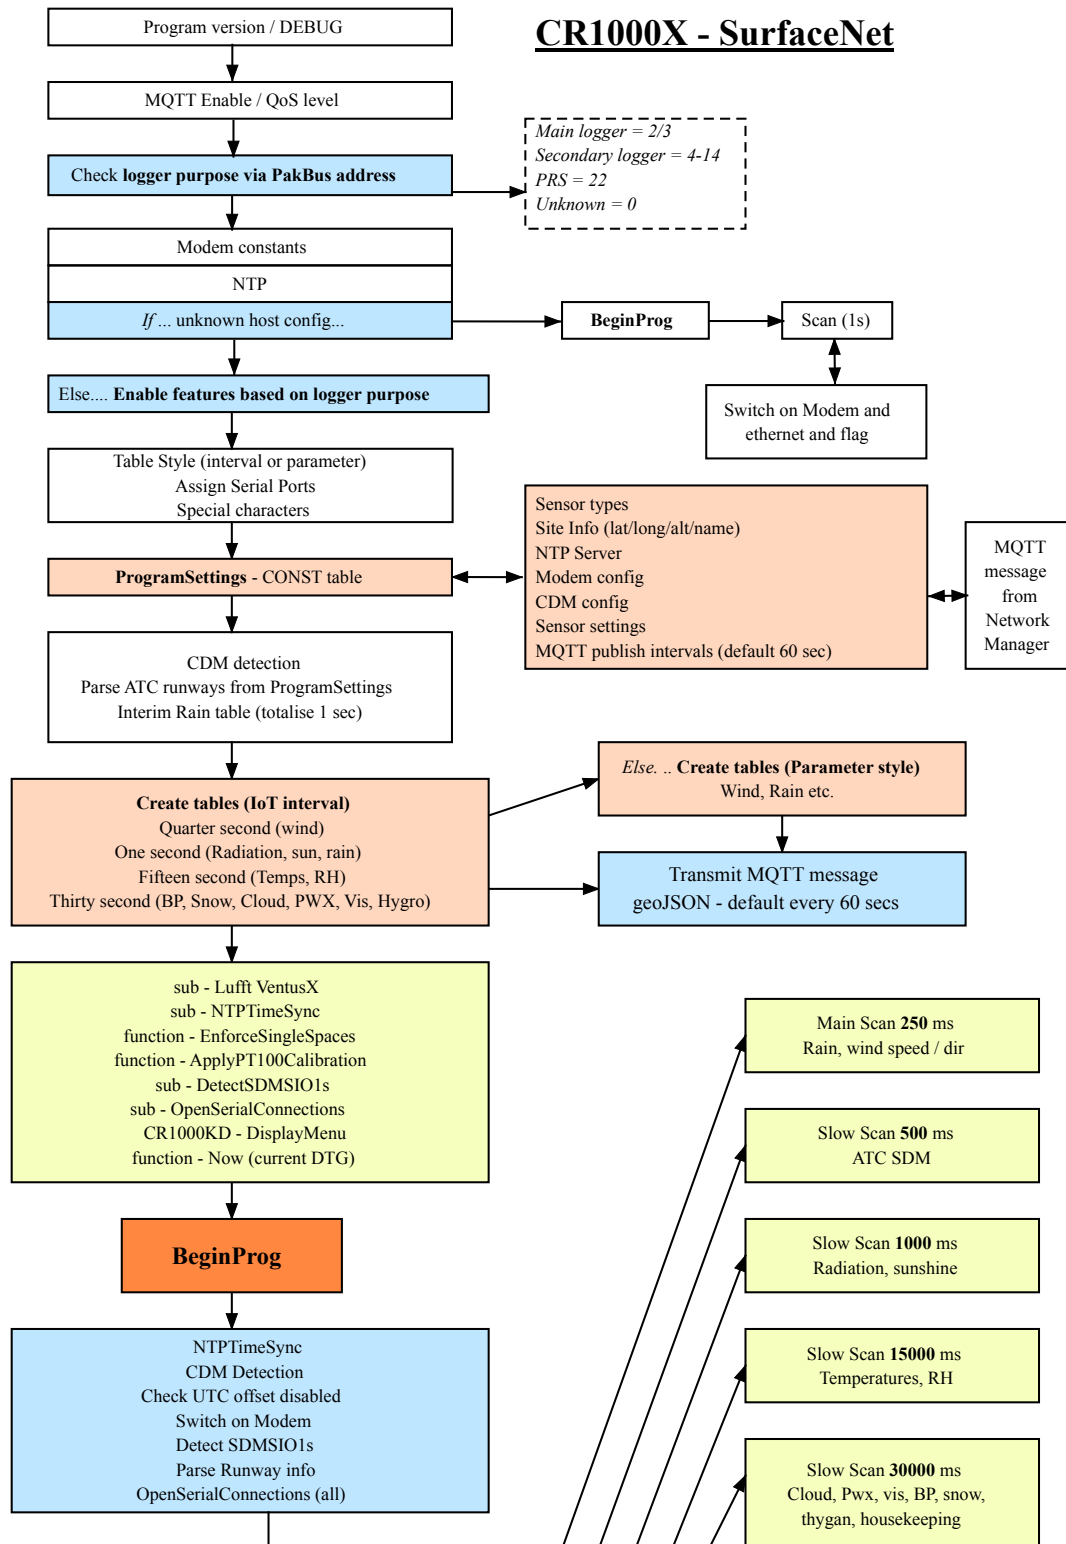 CR1000X - SurfaceNet
Program version / DEBUG
MQTT Enable / QoS level
Check logger purpose via PakBus address
Main logger = 2/3
Secondary logger = 4-14
PRS = 22
Unknown = 0
Modem constants
NTP
If ... unknown host config...
BeginProg
Scan (1s)
Switch on Modem and
ethernet and flag
Else.... Enable features based on logger purpose
Table Style (interval or parameter)
Assign Serial Ports
Special characters
ProgramSettings - CONST table
Sensor types
Site Info (lat/long/alt/name)
NTP Server
Modem config
CDM config
Sensor settings
MQTT publish intervals (default 60 sec)
MQTT
message
from
Network
Manager
CDM detection
Parse ATC runways from ProgramSettings
Interim Rain table (totalise 1 sec)
Create tables (IoT interval)
Quarter second (wind)
One second (Radiation, sun, rain)
Fifteen second (Temps, RH)
Thirty second (BP, Snow, Cloud, PWX, Vis, Hygro)
Else. .. Create tables (Parameter style)
Wind, Rain etc.
Transmit MQTT message
geoJSON - default every 60 secs
sub - Lufft VentusX
sub - NTPTimeSync
function - EnforceSingleSpaces
function - ApplyPT100Calibration
sub - DetectSDMSIO1s
sub - OpenSerialConnections
CR1000KD - DisplayMenu
function - Now (current DTG)
BeginProg
NTPTimeSync
CDM Detection
Check UTC offset disabled
Switch on Modem
Detect SDMSIO1s
Parse Runway info
OpenSerialConnections (all)
Main Scan 250 ms
Rain, wind speed / dir
Slow Scan 500 ms
ATC SDM
Slow Scan 1000 ms
Radiation, sunshine
Slow Scan 15000 ms
Temperatures, RH
Slow Scan 30000 ms
Cloud, Pwx, vis, BP, snow,
thygan, housekeeping